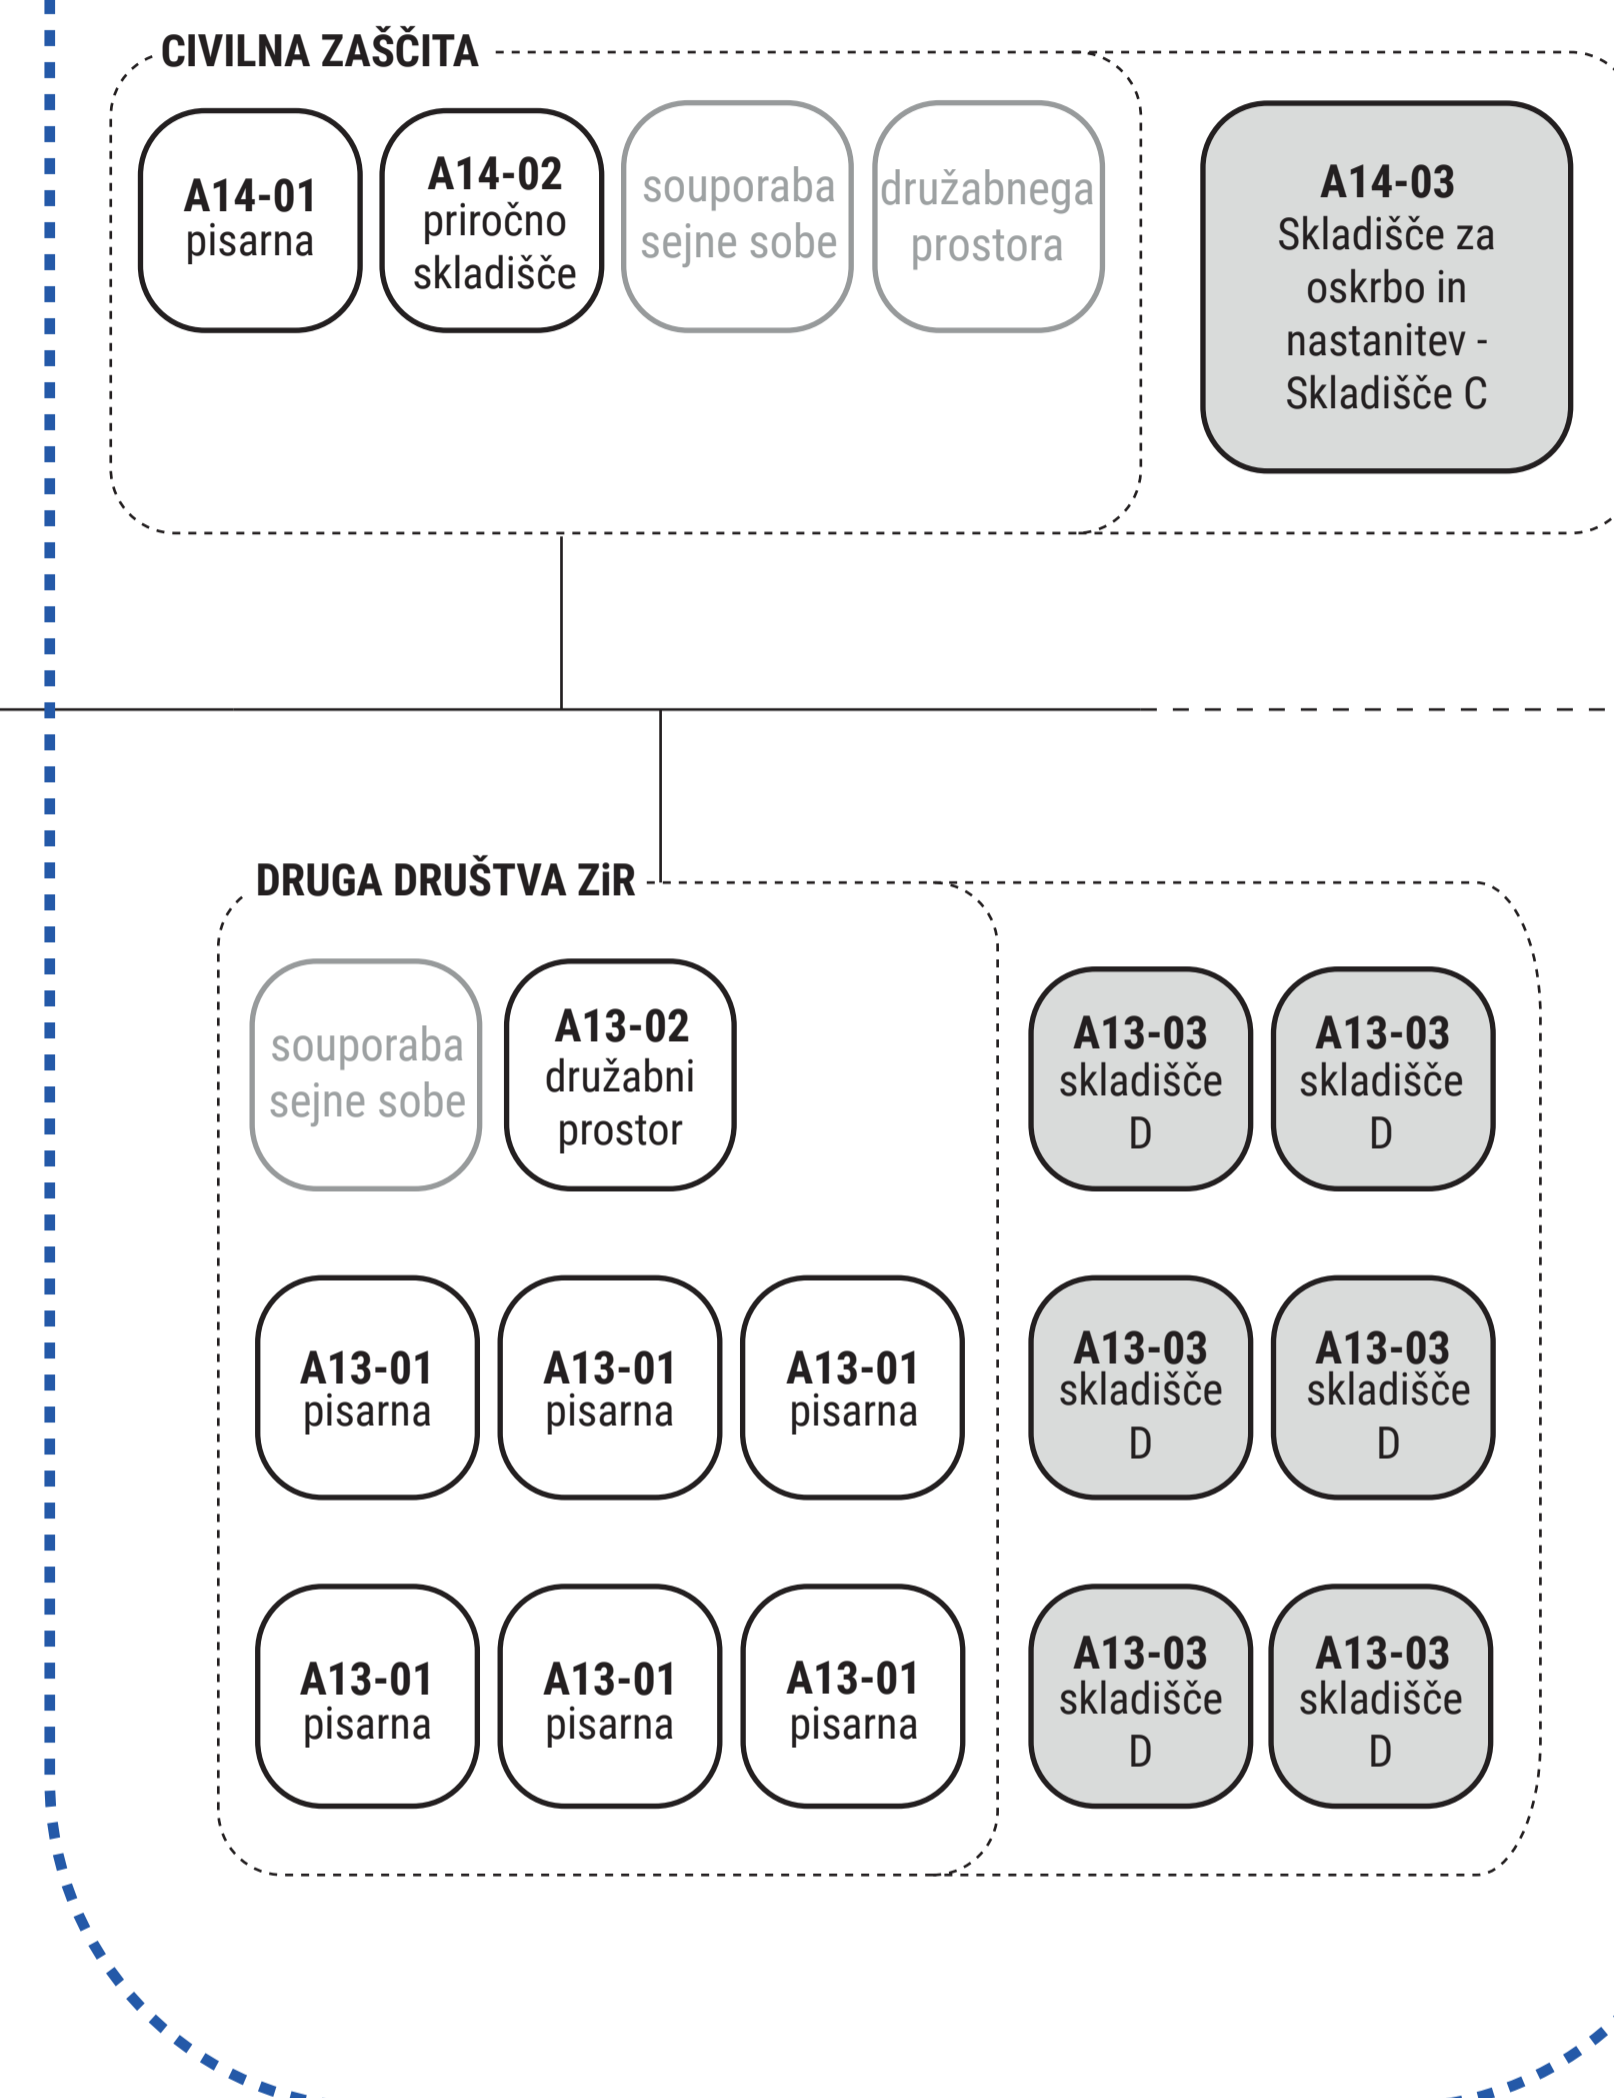 CIVILNA ZAŠČITA
A14-01
pisarna
A14-02
priročno
skladišče
souporaba
sejne sobe
družabnega
prostora
A14-03
Skladišče za
oskrbo in
nastanitev -
Skladišče C
DRUGA DRUŠTVA ZiR
souporaba
sejne sobe
A13-02
družabni
prostor
A13-03
skladišče
D
A13-03
skladišče
D
A13-01
pisarna
A13-01
pisarna
A13-01
pisarna
A13-03
skladišče
D
A13-03
skladišče
D
A13-01
pisarna
A13-01
pisarna
A13-01
pisarna
A13-03
skladišče
D
A13-03
skladišče
D